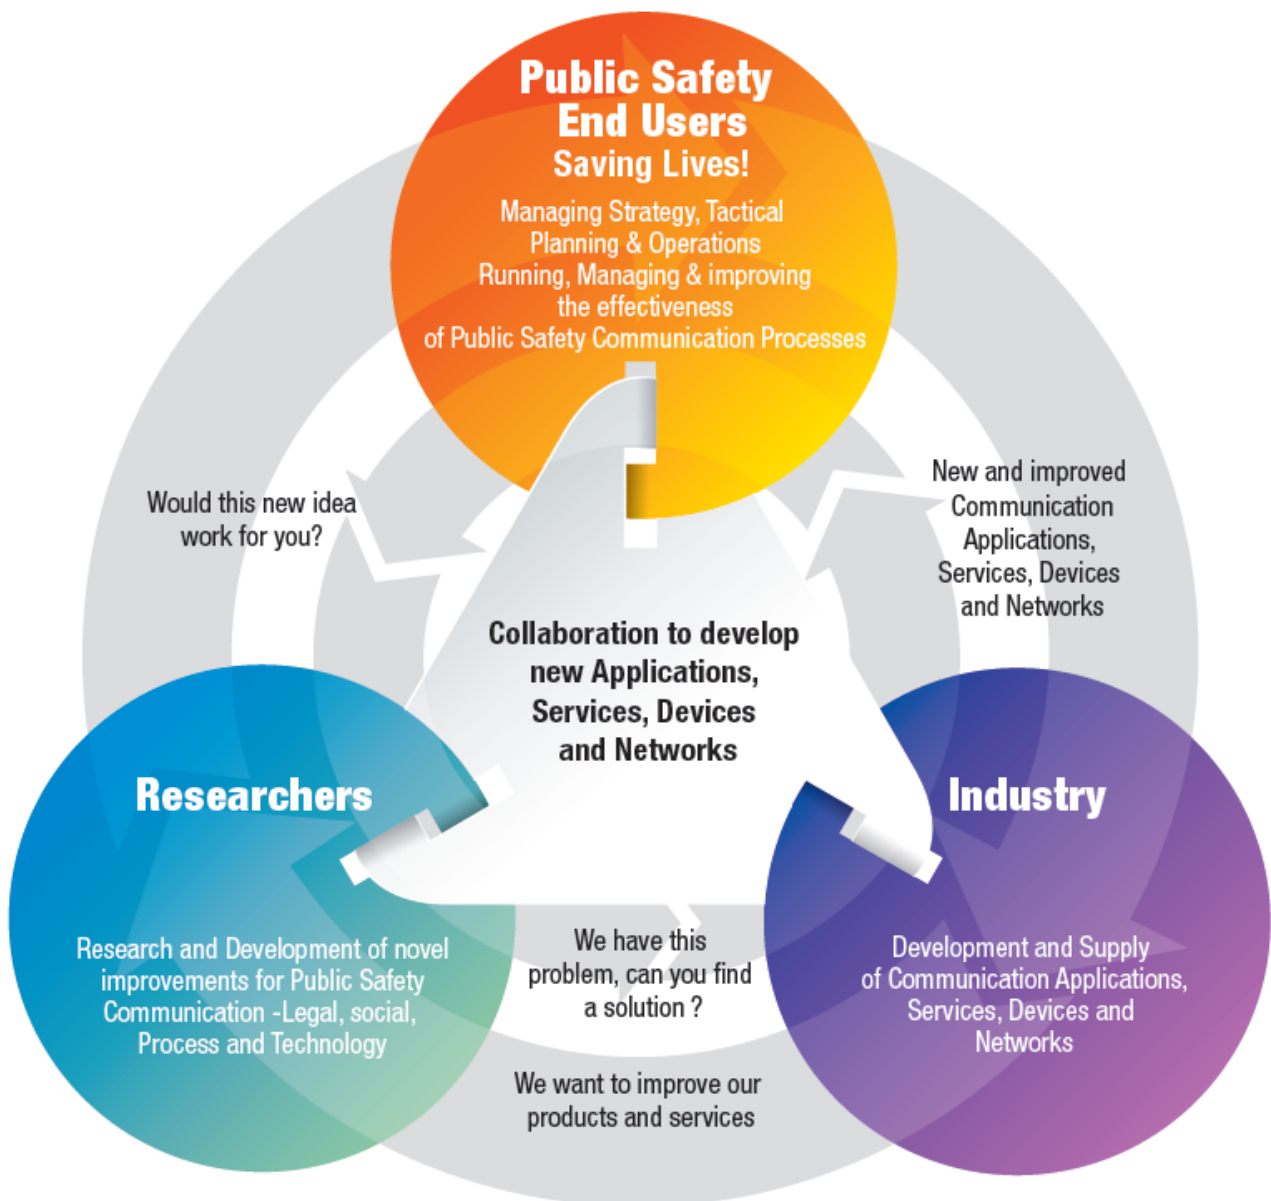 Public Safety
End Users
Saving Lives!
Managing Strategy, Tactical
Planning & Operations
Running, Managing & improving
the effectiveness
of Public Safety Communication Processes
Would this new idea
work for you?
New and improved
Communication
Applications,
Services, Devices
and Networks
Collaboration to develop
new Applications,
Services, Devices
and Networks
Researchers
Research and Development of novel
improvements for Public Safety
Communication -Legal, social,
Process and Technology
Industry
Development and Supply
of Communication Applications,
Services, Devices and
Networks
We have this
problem, can you find
a solution ?
We want to improve our
products and services